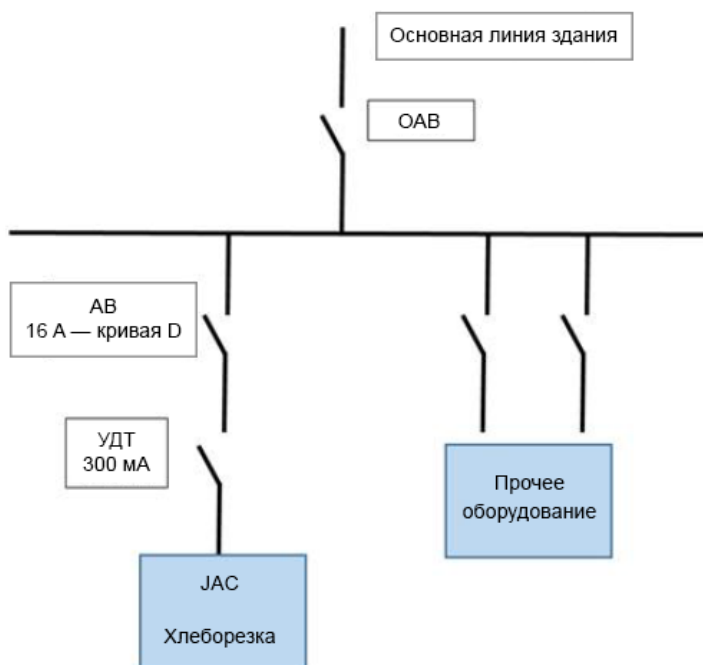 Основная линия здания
ОАВ
АВ
16 А — кривая D
УДТ
300 мА
Прочее
оборудование
JAC
Хлеборезка